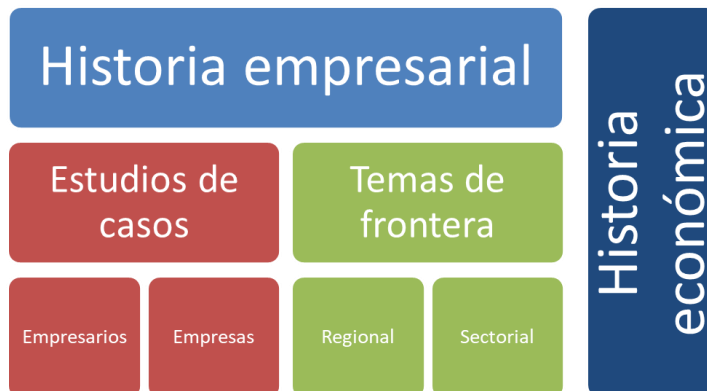 Historia empresarial
Estudios de
casos
Temas de
frontera
Empresarios
Empresas
Regional
Sectorial
Historia
económica